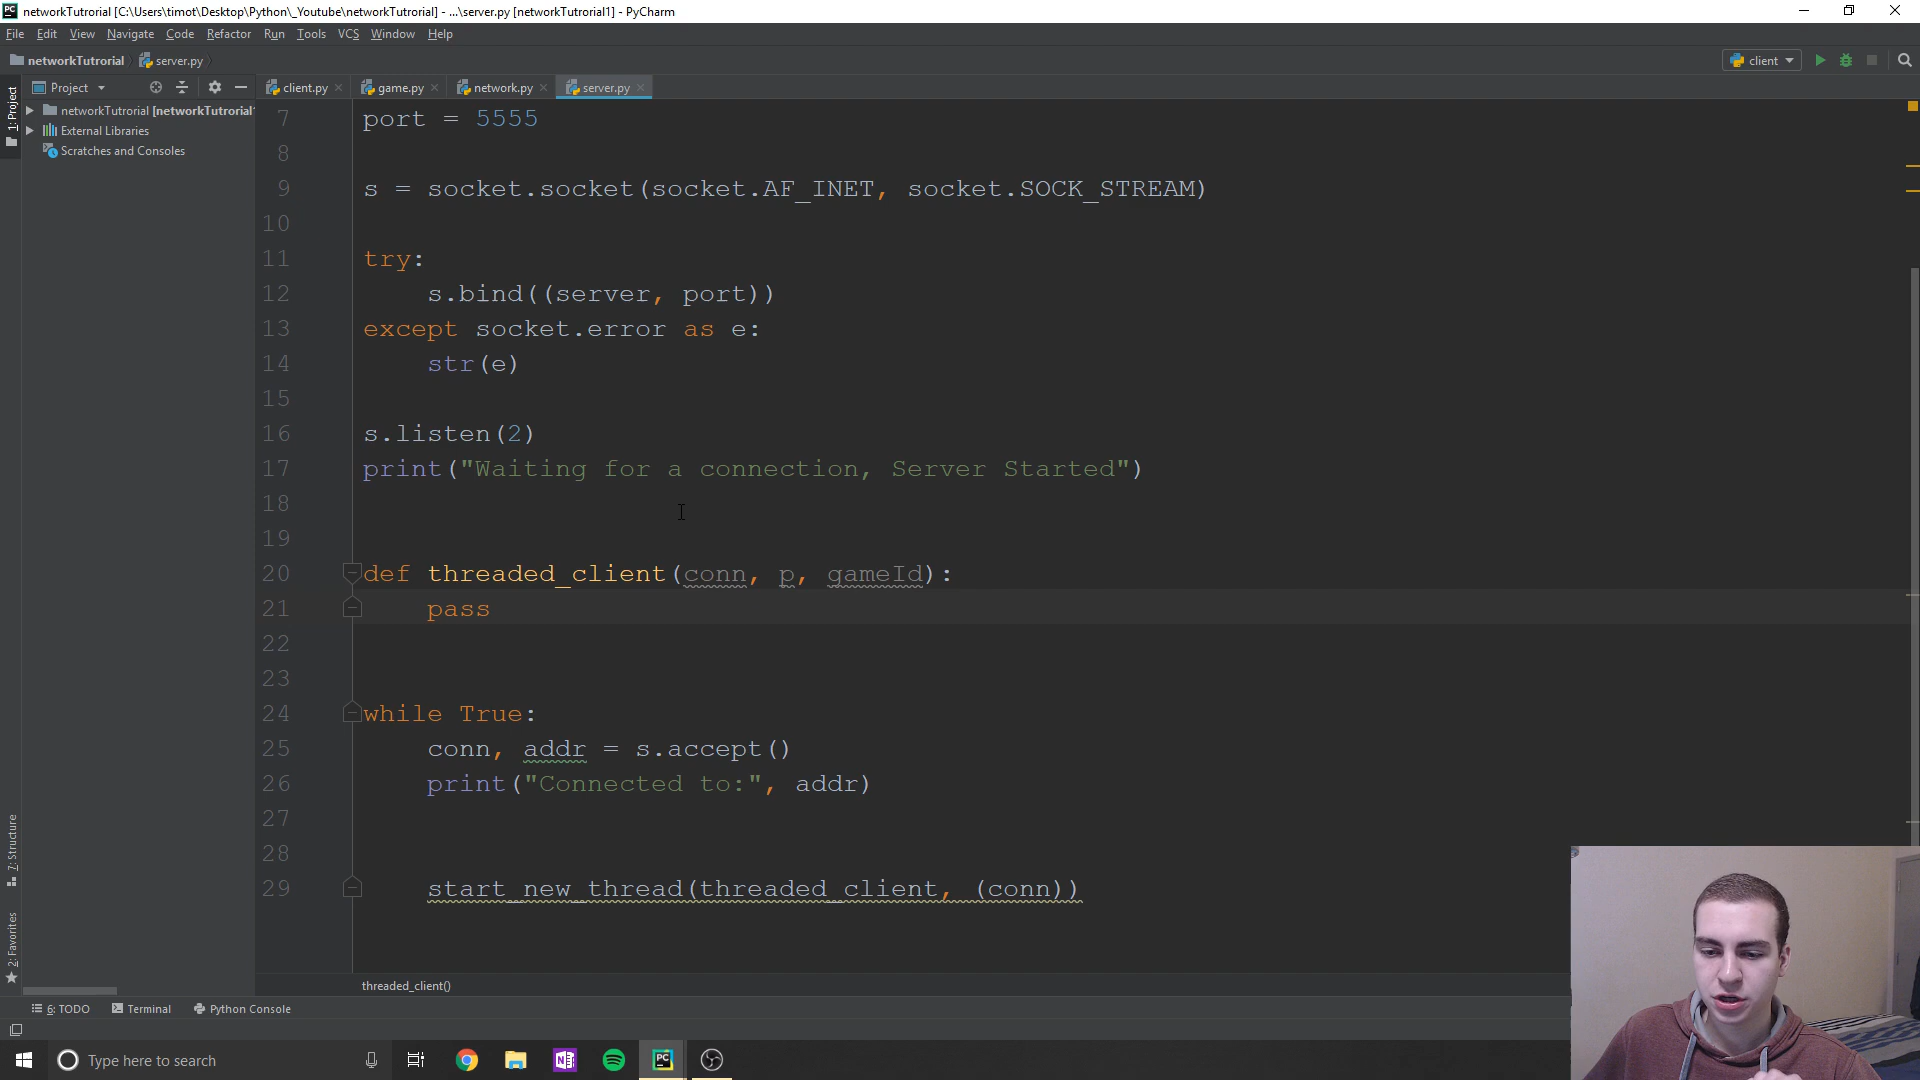 networkTutorial [C:\Users\timot\Desktop\Python\_Youtube\networkTutorial] - ...\server.py [networkTutorial1] - PyCharm
File Edit View Navigate Code Refactor Run Tools VCS Window Help
networkTutrorial server.py client
Project client.py game.py network.py server.py
1: Project
networkTutrorial [networkTutrorial
External Libraries
Scratches and Consoles
7 port = 5555
8
9 s = socket.socket(socket.AF_INET, socket.SOCK_STREAM)
10
11 try:
12 s.bind((server, port))
13 except socket.error as e:
14 str(e)
15
16 s.listen(2)
17 print("Waiting for a connection, Server Started")
18
19
20 def threaded_client(conn, p, gameId):
21 pass
22
23
24 while True:
25 conn, addr = s.accept()
26 print("Connected to:", addr)
27
28
29 start_new_thread(threaded_client, (conn))
7: Structure
2: Favorites
threaded_client()
6: TODO Terminal Python Console
Type here to search